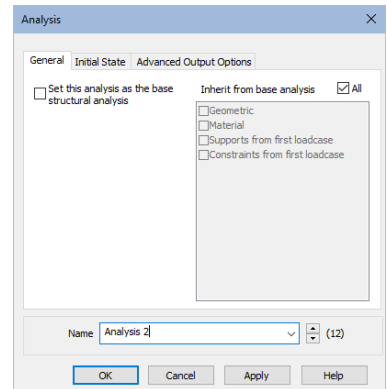 Analysis
General Initial State Advanced Output Options
Set this analysis as the base
structural analysis
Inherit from base analysis All
Geometric
Material
Supports from first loadcase
Constraints from first loadcase
Name Analysis 2 (12)
OK Cancel Apply Help